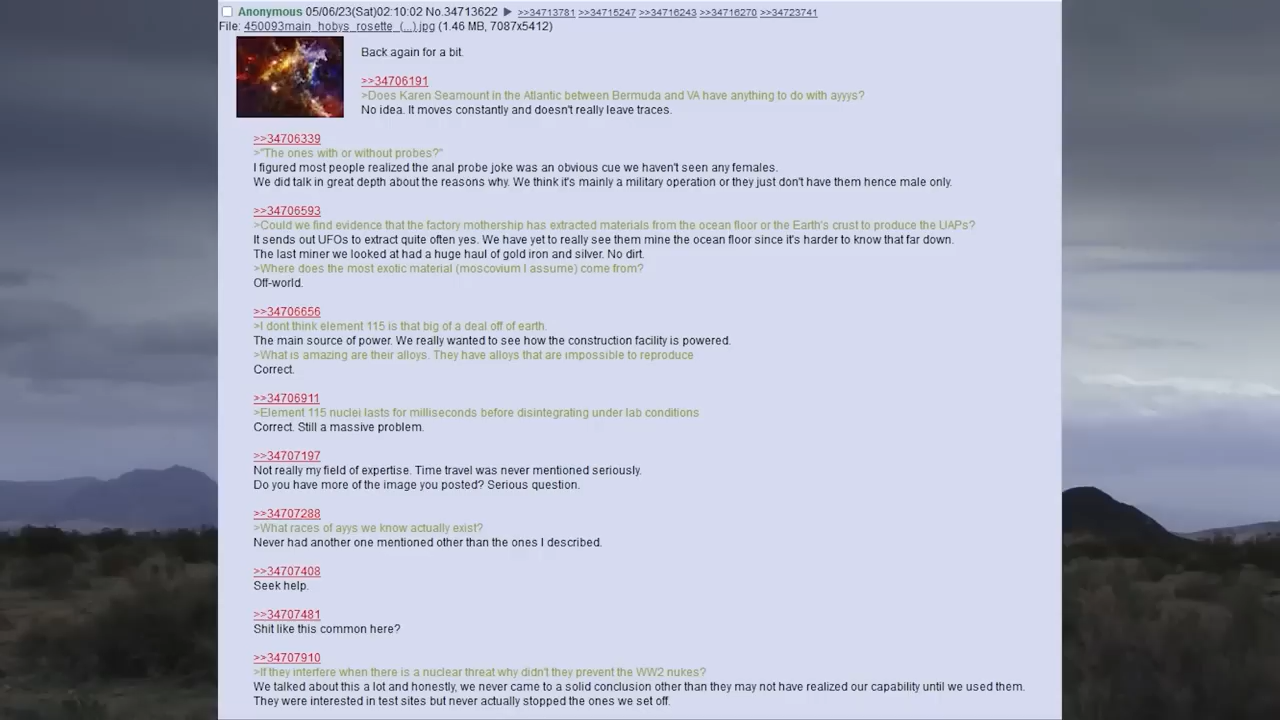 Anonymous 05/06/23(Sat)02:10:02 No.34713622 ▶ >>34713781 >>34715247 >>34716243 >>34716270 >>34723741
File: 450093main_hobys_rosette_(...).jpg (1.46 MB, 7087x5412)
Back again for a bit.
>>34706191
>Does Karen Seamount in the Atlantic between Bermuda and VA have anything to do with ayyys?
No idea. It moves constantly and doesn't really leave traces.
>>34706339
>"The ones with or without probes?"
I figured most people realized the anal probe joke was an obvious cue we haven't seen any females.
We did talk in great depth about the reasons why. We think it's mainly a military operation or they just don't have them hence male only.
>>34706593
>Could we find evidence that the factory mothership has extracted materials from the ocean floor or the Earth's crust to produce the UAPs?
It sends out UFOs to extract quite often yes. We have yet to really see them mine the ocean floor since it's harder to know that far down.
The last miner we looked at had a huge haul of gold iron and silver. No dirt.
>Where does the most exotic material (moscovium I assume) come from?
Off-world.
>>34706656
>I dont think element 115 is that big of a deal off of earth.
The main source of power. We really wanted to see how the construction facility is powered.
>What is amazing are their alloys. They have alloys that are impossible to reproduce
Correct.
>>34706911
>Element 115 nuclei lasts for milliseconds before disintegrating under lab conditions
Correct. Still a massive problem.
>>34707197
Not really my field of expertise. Time travel was never mentioned seriously.
Do you have more of the image you posted? Serious question.
>>34707288
>What races of ayys we know actually exist?
Never had another one mentioned other than the ones I described.
>>34707408
Seek help.
>>34707481
Shit like this common here?
>>34707910
>If they interfere when there is a nuclear threat why didn't they prevent the WW2 nukes?
We talked about this a lot and honestly, we never came to a solid conclusion other than they may not have realized our capability until we used them.
They were interested in test sites but never actually stopped the ones we set off.